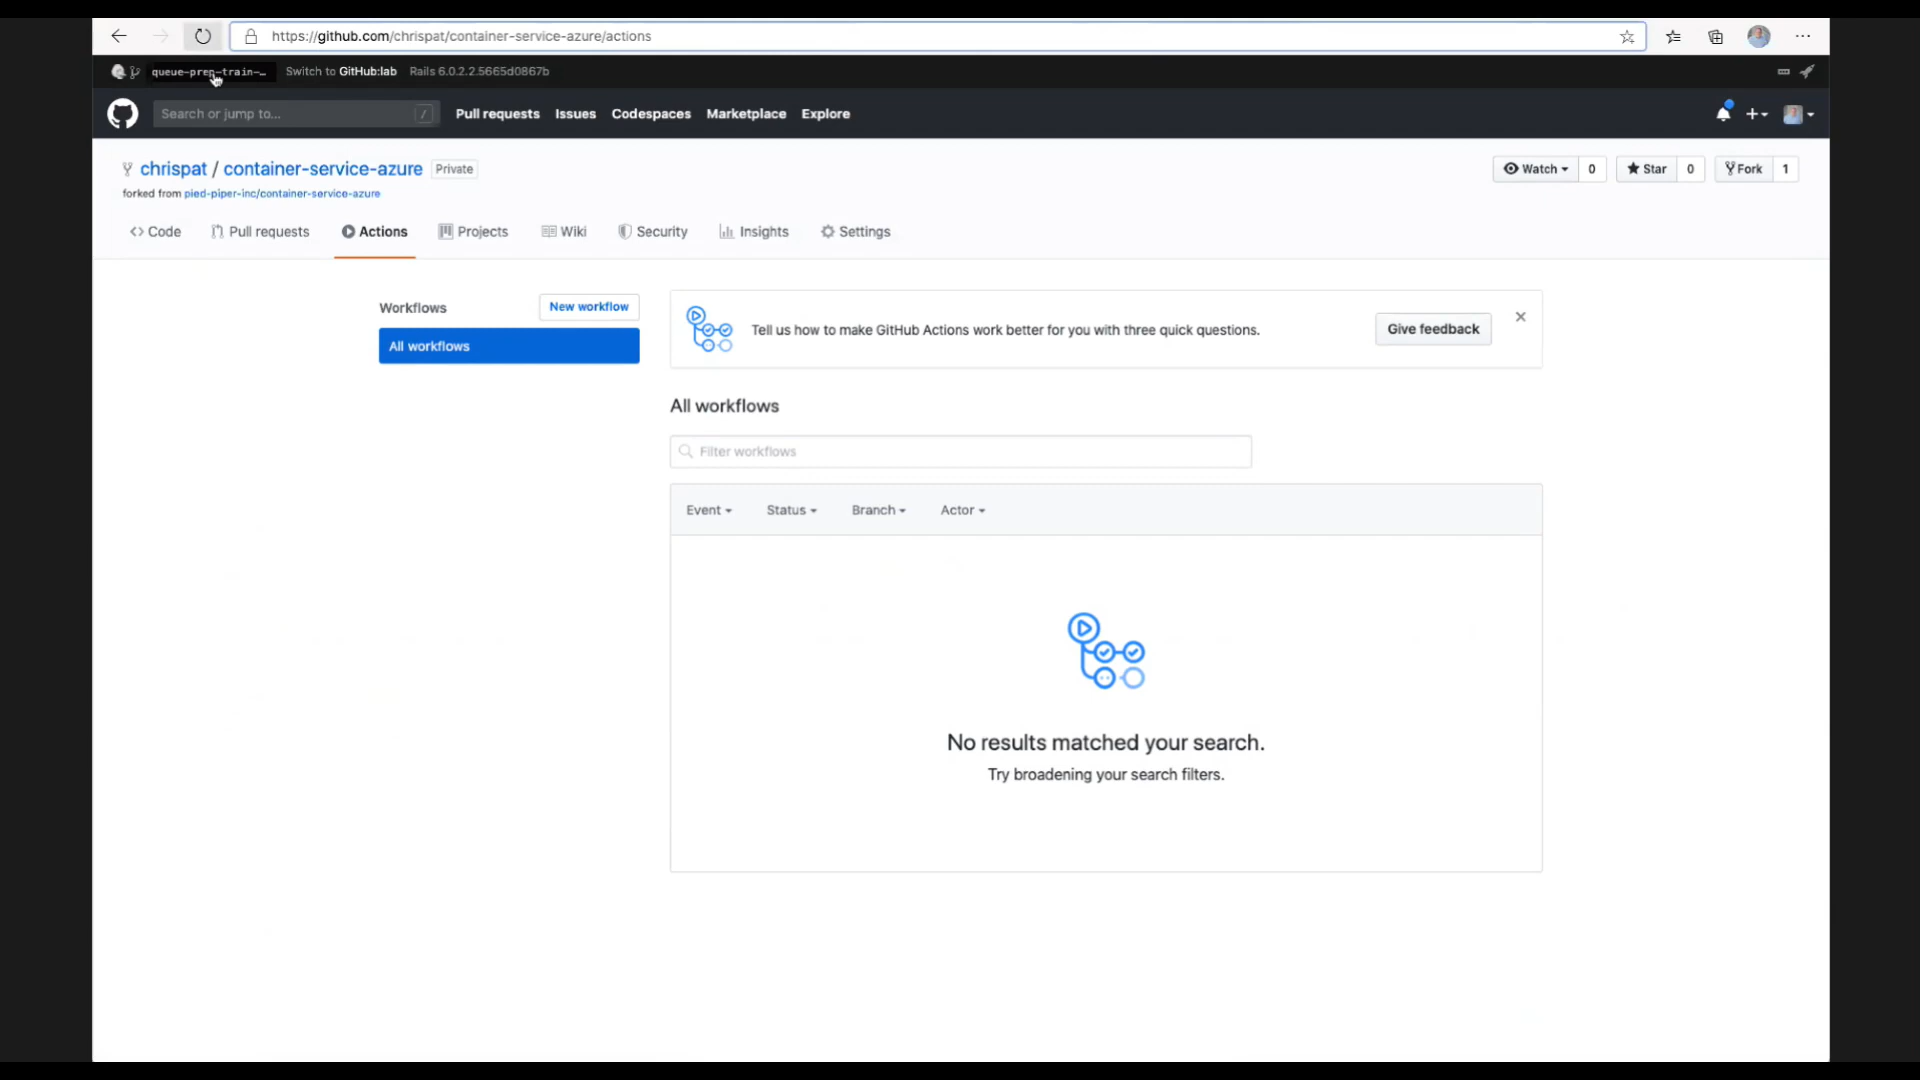 https://github.com/chrispat/container-service-azure/actions
queue-prep-train-… Switch to GitHub:lab Rails 6.0.2.2.5665d0867b
Search or jump to... / Pull requests Issues Codespaces Marketplace Explore
chrispat / container-service-azure Private Watch 0 Star 0 Fork 1
forked from pied-piper-inc/container-service-azure
Code Pull requests Actions Projects Wiki Security Insights Settings
Workflows New workflow
All workflows
Tell us how to make GitHub Actions work better for you with three quick questions. Give feedback
All workflows
Filter workflows
Event Status Branch Actor
No results matched your search.
Try broadening your search filters.